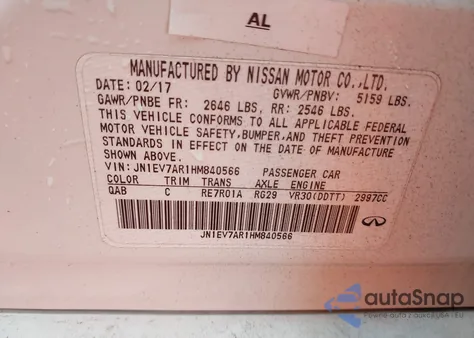 AL
MANUFACTURED BY NISSAN MOTOR CO.,LTD.
DATE: 02/17 GVWR/PNBV: 5159 LBS.
GAWR/PNBE FR: 2646 LBS. RR: 2546 LBS.
THIS VEHICLE CONFORMS TO ALL APPLICABLE FEDERAL
MOTOR VEHICLE SAFETY, BUMPER, AND THEFT PREVENTION
STANDARDS IN EFFECT ON THE DATE OF MANUFACTURE
SHOWN ABOVE.
VIN: JN1EV7AR1HM840566 PASSENGER CAR
COLOR TRIM TRANS AXLE ENGINE
QAB C RE7R01A RG29 VR30(DDTT) 2997CC
JN1EV7AR1HM840566
autoSnap